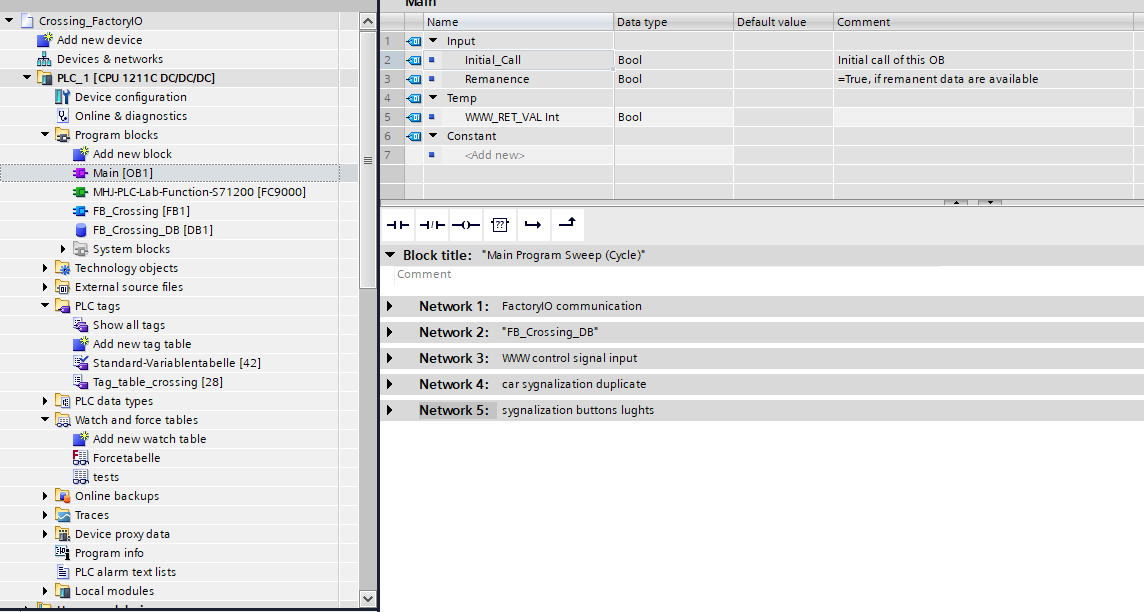 Crossing_FactoryIO
Add new device
Devices & networks
PLC_1 [CPU 1211C DC/DC/DC]
Device configuration
Online & diagnostics
Program blocks
Add new block
Main [OB1]
MHJ-PLC-Lab-Function-S71200 [FC9000]
FB_Crossing [FB1]
FB_Crossing_DB [DB1]
System blocks
Technology objects
External source files
PLC tags
Show all tags
Add new tag table
Standard-Variablentabelle [42]
Tag_table_crossing [28]
PLC data types
Watch and force tables
Add new watch table
Forcetabelle
tests
Online backups
Traces
Device proxy data
Program info
PLC alarm text lists
Local modules
Main
Name Data type Default value Comment
1 Input
2 Initial_Call Bool Initial call of this OB
3 Remanence Bool =True, if remanent data are available
4 Temp
5 WWW_RET_VAL Int Bool
6 Constant
7 <Add new>
??
Block title: "Main Program Sweep (Cycle)"
Comment
Network 1: FactoryIO communication
Network 2: "FB_Crossing_DB"
Network 3: WWW control signal input
Network 4: car sygnalization duplicate
Network 5: sygnalization buttons lughts